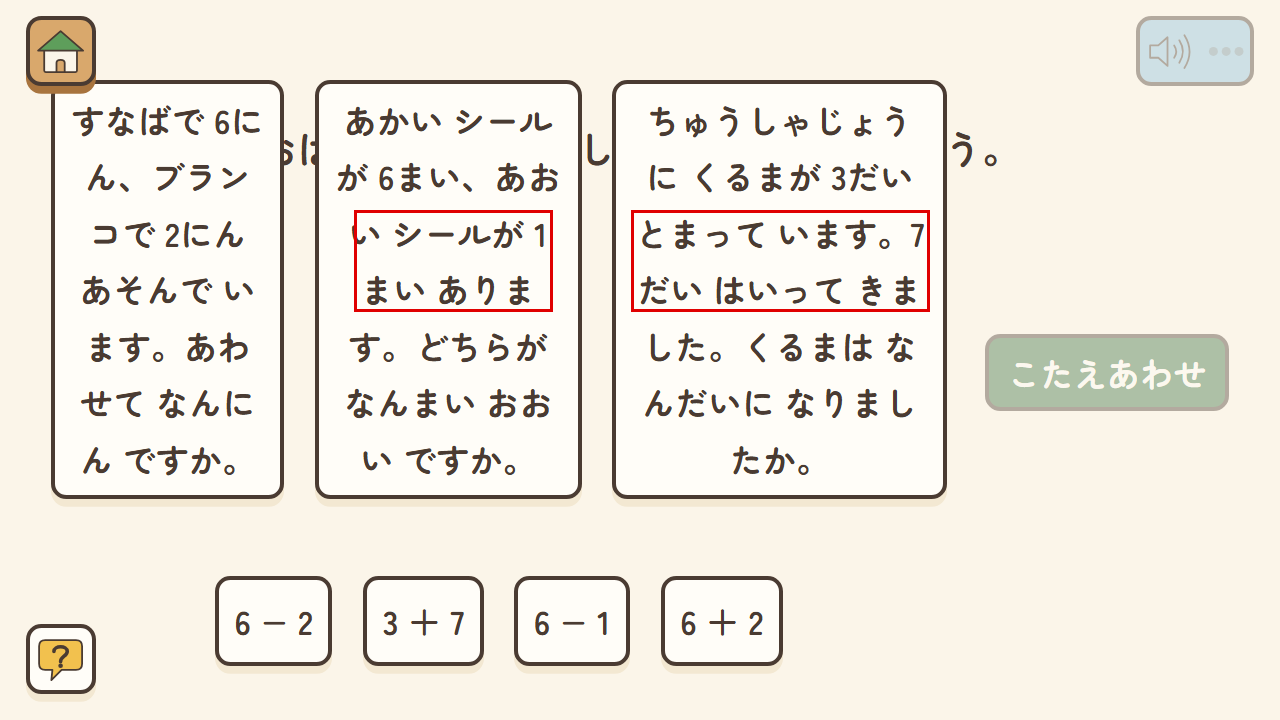 う。
すなばで 6に
ん、ブラン
コで 2にん
あそんで い
ます。あわ
せて なんに
ん ですか。
あかい シール
が 6まい、あお
い シールが 1
まい ありま
す。どちらが
なんまい おお
い ですか。
ちゅうしゃじょう
に くるまが 3だい
とまって います。7
だい はいって きま
した。くるまは な
んだいに なりまし
たか。
こたえあわせ
6 − 2
3 + 7
6 − 1
6 + 2
?